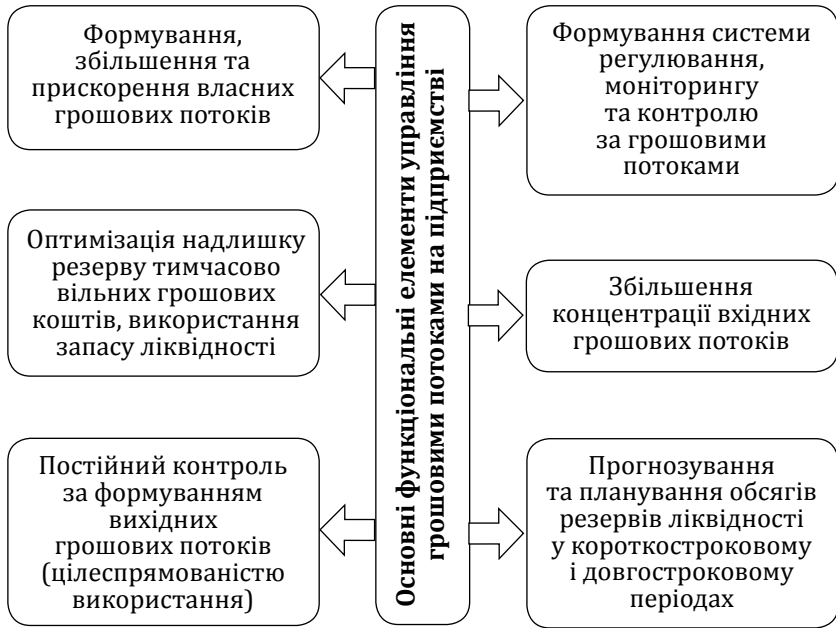 Формування,
збільшення та
прискорення власних
грошових потоків
Оптимізація надлишку
резерву тимчасово
вільних грошових
коштів, використання
запасу ліквідності
Постійний контроль
за формуванням
вихідних
грошових потоків
(цілеспрямованістю
використання)
Основні функціональні елементи управління
грошовими потоками на підприємстві
Формування системи
регулювання,
моніторингу
та контролю
за грошовими
потоками
Збільшення
концентрації вхідних
грошових потоків
Прогнозування
та планування обсягів
резервів ліквідності
у короткостроковому
і довгостроковому
періодах